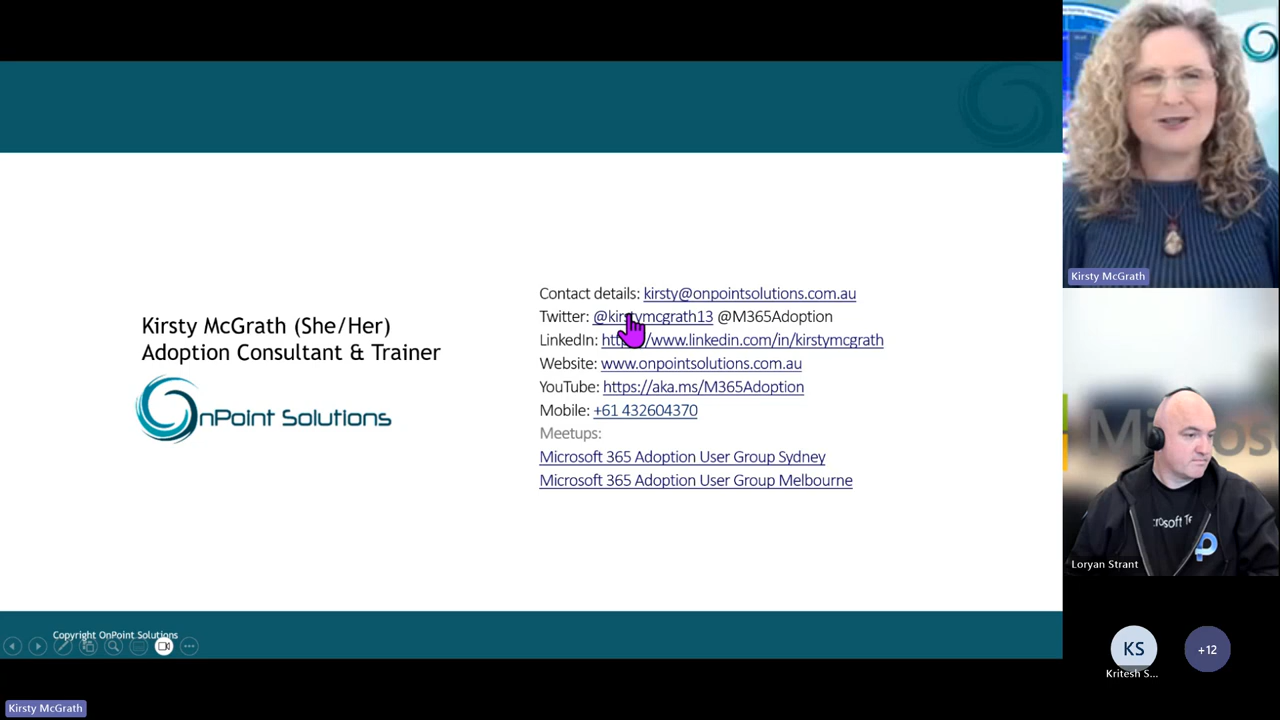 Kirsty McGrath (She/Her)
Adoption Consultant & Trainer
OnPoint Solutions
Contact details: kirsty@onpointsolutions.com.au
Twitter: @kirstymcgrath13 @M365Adoption
LinkedIn: https://www.linkedin.com/in/kirstymcgrath
Website: www.onpointsolutions.com.au
YouTube: https://aka.ms/M365Adoption
Mobile: +61 432604370
Meetups:
Microsoft 365 Adoption User Group Sydney
Microsoft 365 Adoption User Group Melbourne
Copyright OnPoint Solutions
Kirsty McGrath
Kirsty McGrath
Loryan Strant
KS
Kritesh S...
+12